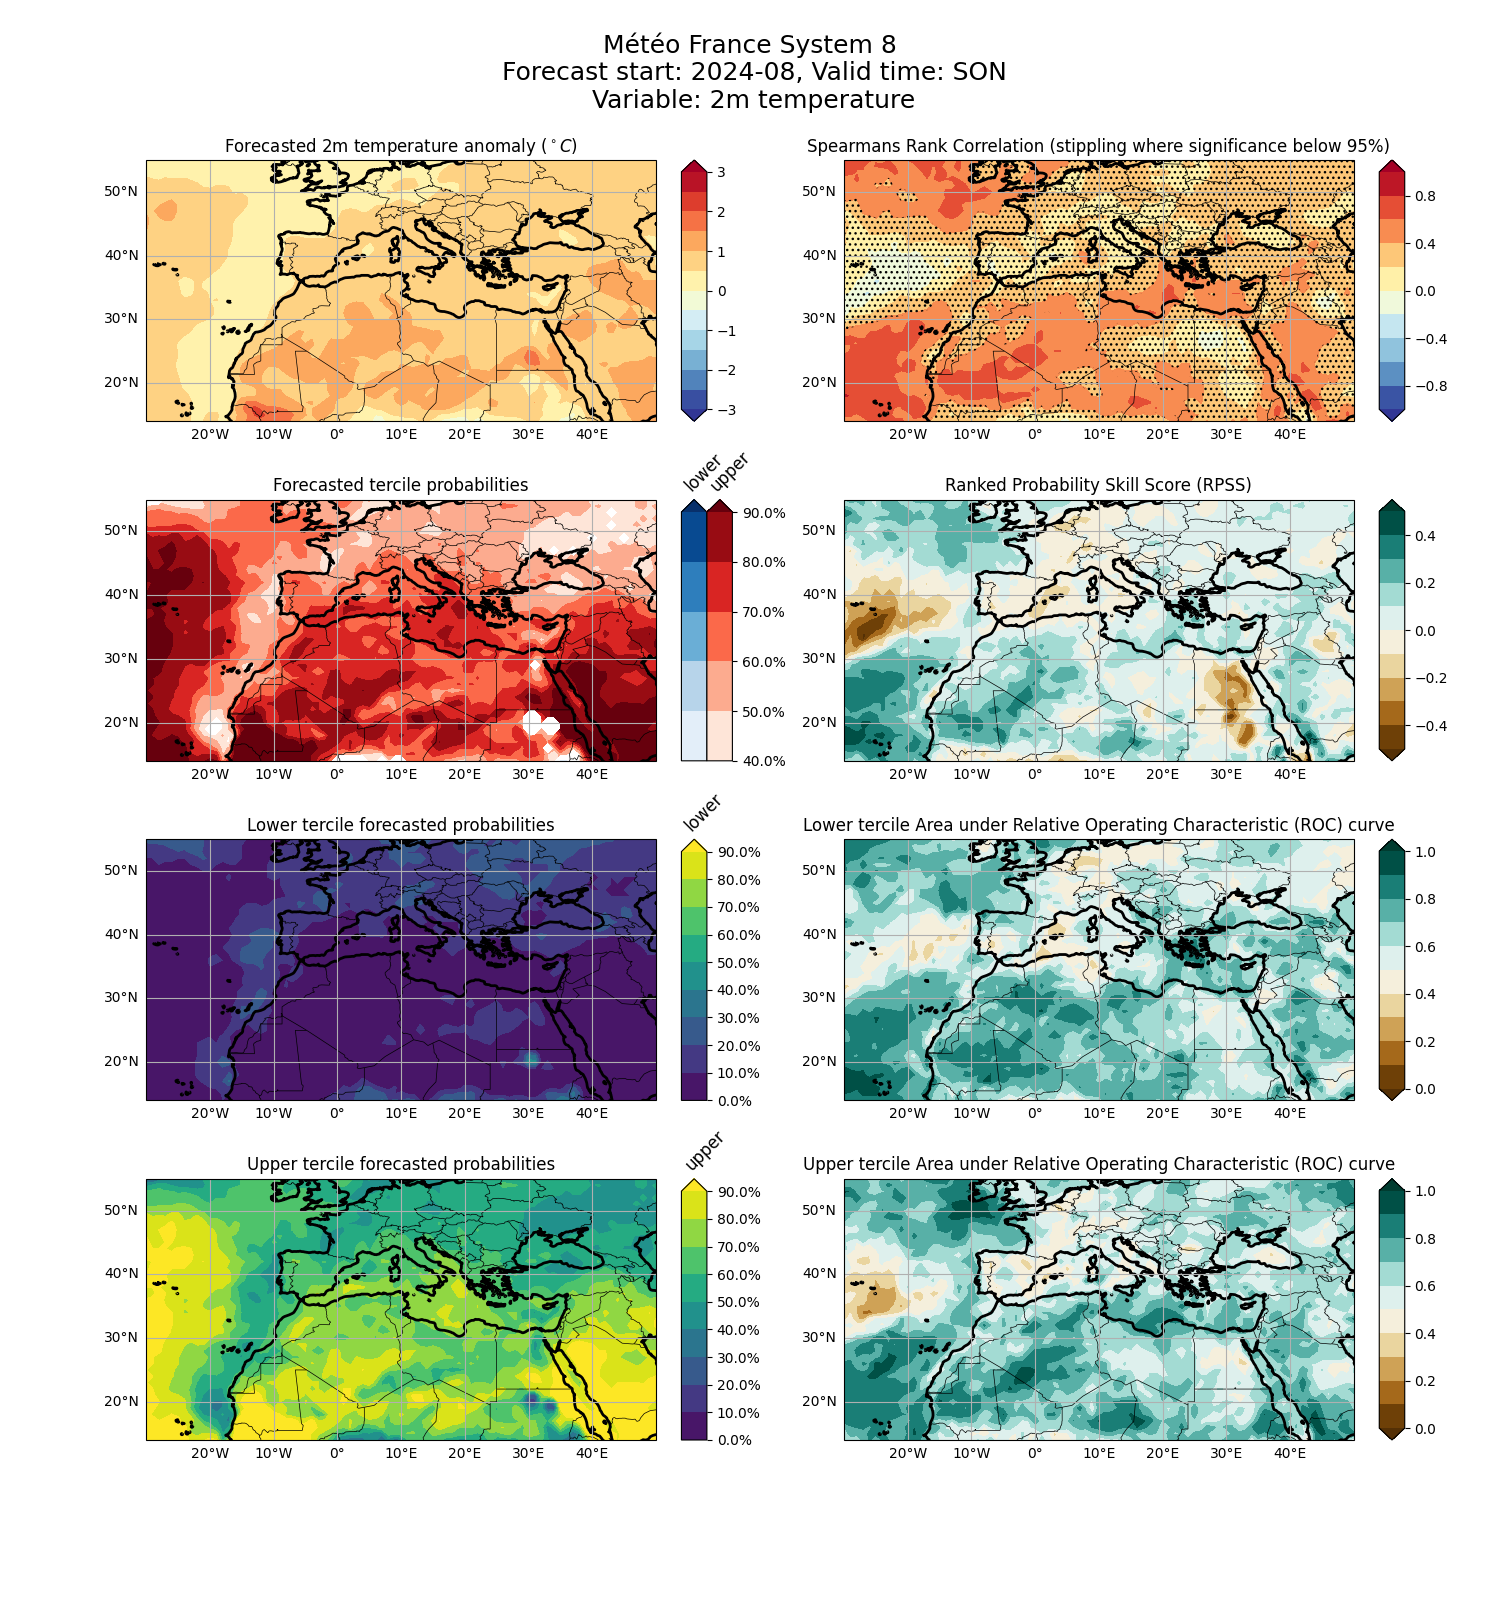 Météo France System 8
Forecast start: 2024-08, Valid time: SON
Variable: 2m temperature
Forecasted 2m temperature anomaly (°C)
50°N
40°N
30°N
20°N
20°W 10°W 0° 10°E 20°E 30°E 40°E
3
2
1
0
−1
−2
−3
Spearmans Rank Correlation (stippling where significance below 95%)
50°N
40°N
30°N
20°N
20°W 10°W 0° 10°E 20°E 30°E 40°E
0.8
0.4
0.0
−0.4
−0.8
Forecasted tercile probabilities
50°N
40°N
30°N
20°N
20°W 10°W 0° 10°E 20°E 30°E 40°E
lower
upper
90.0%
80.0%
70.0%
60.0%
50.0%
40.0%
Ranked Probability Skill Score (RPSS)
50°N
40°N
30°N
20°N
20°W 10°W 0° 10°E 20°E 30°E 40°E
0.4
0.2
0.0
−0.2
−0.4
Lower tercile forecasted probabilities
50°N
40°N
30°N
20°N
20°W 10°W 0° 10°E 20°E 30°E 40°E
lower
90.0%
80.0%
70.0%
60.0%
50.0%
40.0%
30.0%
20.0%
10.0%
0.0%
Lower tercile Area under Relative Operating Characteristic (ROC) curve
50°N
40°N
30°N
20°N
20°W 10°W 0° 10°E 20°E 30°E 40°E
1.0
0.8
0.6
0.4
0.2
0.0
Upper tercile forecasted probabilities
50°N
40°N
30°N
20°N
20°W 10°W 0° 10°E 20°E 30°E 40°E
upper
90.0%
80.0%
70.0%
60.0%
50.0%
40.0%
30.0%
20.0%
10.0%
0.0%
Upper tercile Area under Relative Operating Characteristic (ROC) curve
50°N
40°N
30°N
20°N
20°W 10°W 0° 10°E 20°E 30°E 40°E
1.0
0.8
0.6
0.4
0.2
0.0